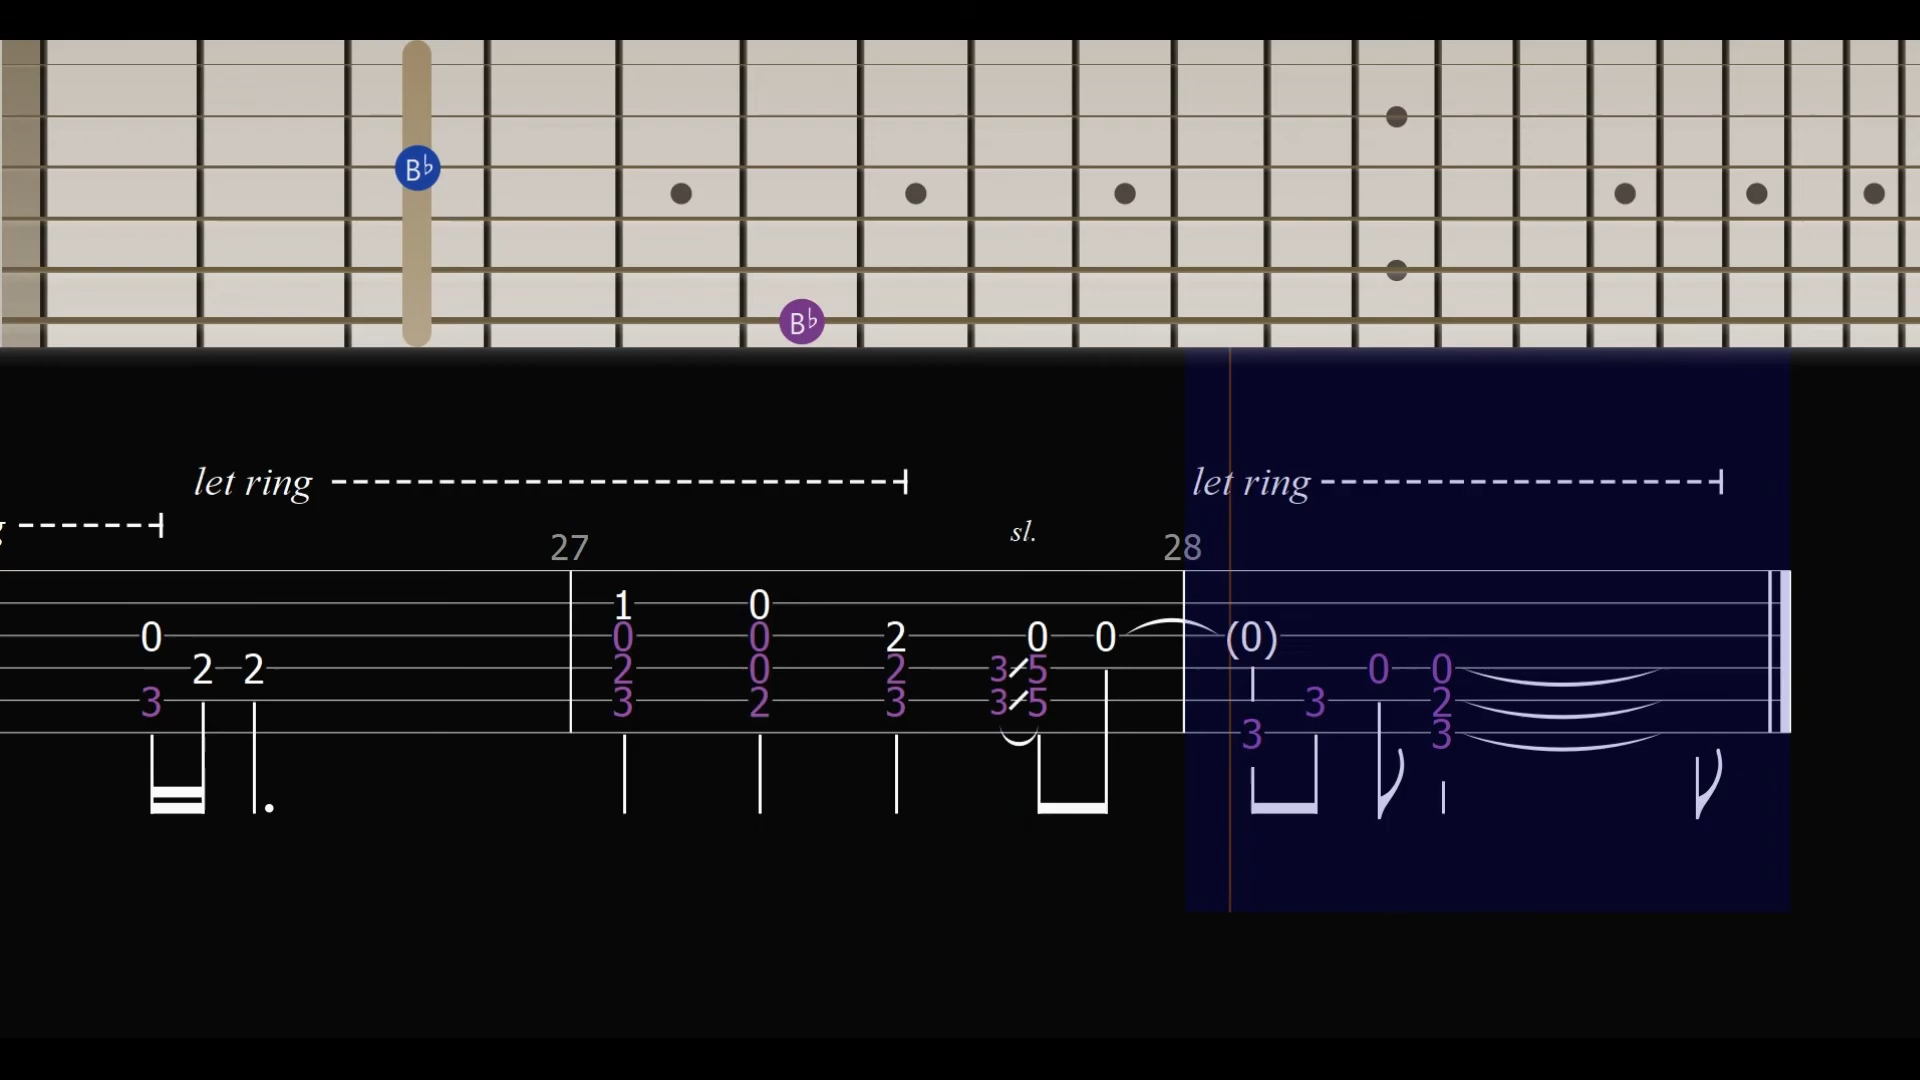 B♭
B♭
let ring let ring
sl.
27 28
1 0
0 0 0 2 0 0 (0)
2 2 2 0 2 3 5 0 0
3 3 2 3 3 5 3 2
3 3